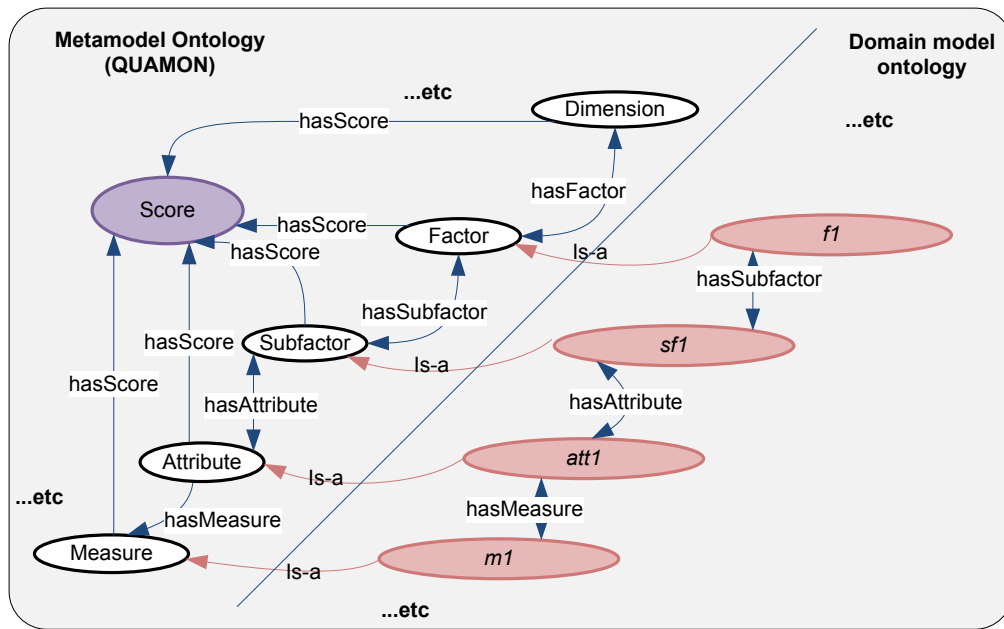 Metamodel Ontology
(QUAMON)
Domain model
ontology
...etc
Dimension
...etc
hasScore
hasFactor
Score
hasScore
Factor
f1
hasScore
Is-a
hasSubfactor
hasSubfactor
hasScore
Subfactor
sf1
Is-a
hasScore
hasAttribute
hasAttribute
Attribute
att1
Is-a
...etc
hasMeasure
hasMeasure
Measure
m1
Is-a
...etc